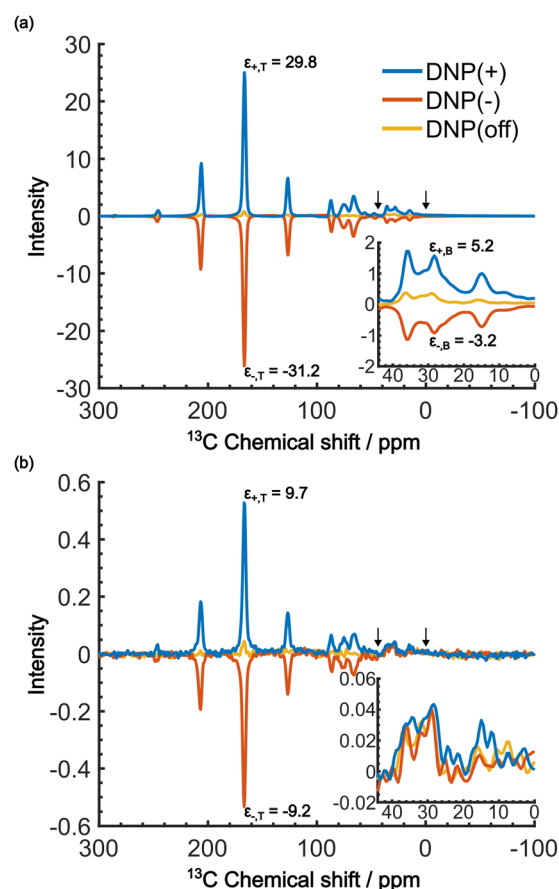 (a)
ε+,T = 29.8
DNP(+)
DNP(-)
DNP(off)
30
20
10
0
-10
-20
-30
Intensity
ε+,B = 5.2
ε-,B = -3.2
2
1
0
-1
-2
40 30 20 10 0
ε-,T = -31.2
300 200 100 0 -100
¹³C Chemical shift / ppm
(b)
ε+,T = 9.7
0.6
0.4
0.2
0
-0.2
-0.4
-0.6
Intensity
0.06
0.04
0.02
0
-0.02
40 30 20 10 0
ε-,T = -9.2
300 200 100 0 -100
¹³C Chemical shift / ppm